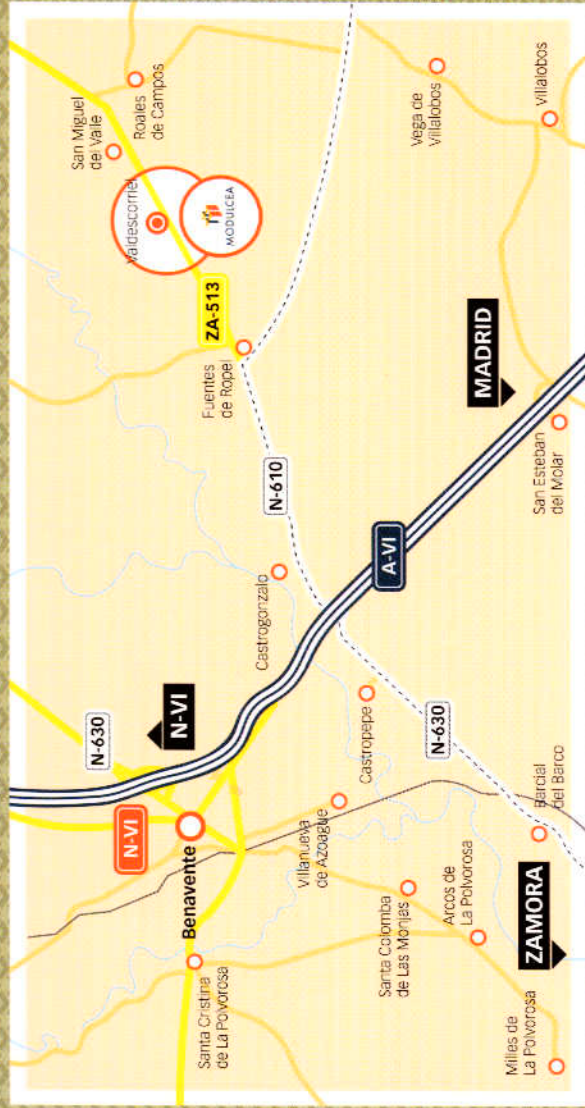 San Miguel
del Valle
Roales
de Campos
Valdescorriel
MODULCEA
ZA-513
Fuentes
de Ropel
Vega de
Villalobos
Villalobos
N-630
N-VI
N-VI
Benavente
Castrogonzalo
N-610
A-VI
MADRID
San Esteban
del Molar
Santa Cristina
de La Polvorosa
Villanueva
de Azoague
Castropepe
N-630
Santa Colomba
de Las Monjas
Arcos de
La Polvorosa
Barcial
del Barco
ZAMORA
Milles de
La Polvorosa